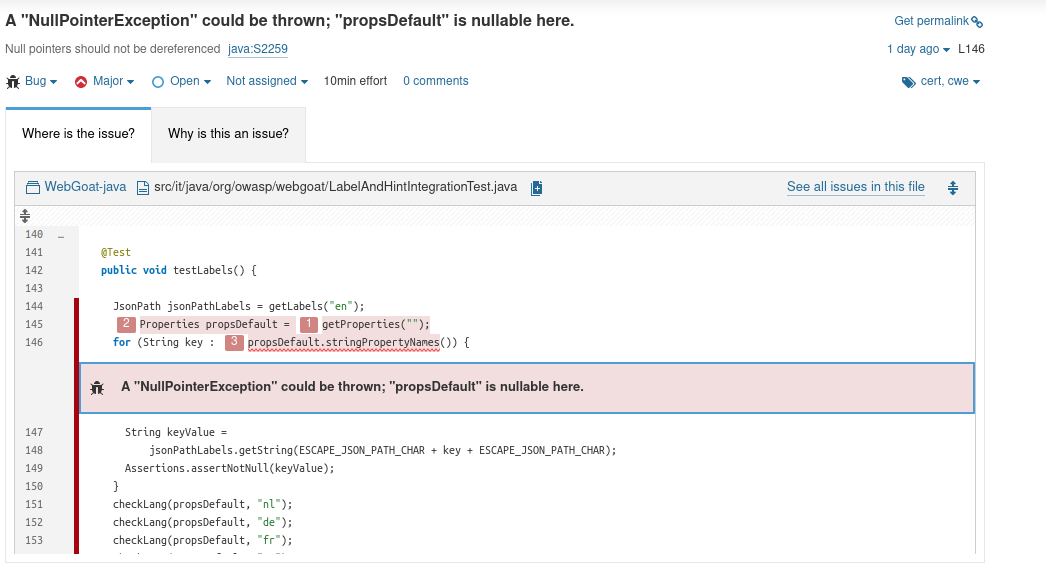 A "NullPointerException" could be thrown; "propsDefault" is nullable here.
Get permalink
Null pointers should not be dereferenced java:S2259
1 day ago L146
Bug Major Open Not assigned 10min effort 0 comments
cert, cwe
Where is the issue? Why is this an issue?
WebGoat-java src/it/java/org/owasp/webgoat/LabelAndHintIntegrationTest.java See all issues in this file
140 …
141 @Test
142 public void testLabels() {
143
144 JsonPath jsonPathLabels = getLabels("en");
145 2 Properties propsDefault = 1 getProperties("");
146 for (String key : 3 propsDefault.stringPropertyNames()) {
A "NullPointerException" could be thrown; "propsDefault" is nullable here.
147 String keyValue =
148 jsonPathLabels.getString(ESCAPE_JSON_PATH_CHAR + key + ESCAPE_JSON_PATH_CHAR);
149 Assertions.assertNotNull(keyValue);
150 }
151 checkLang(propsDefault, "nl");
152 checkLang(propsDefault, "de");
153 checkLang(propsDefault, "fr");